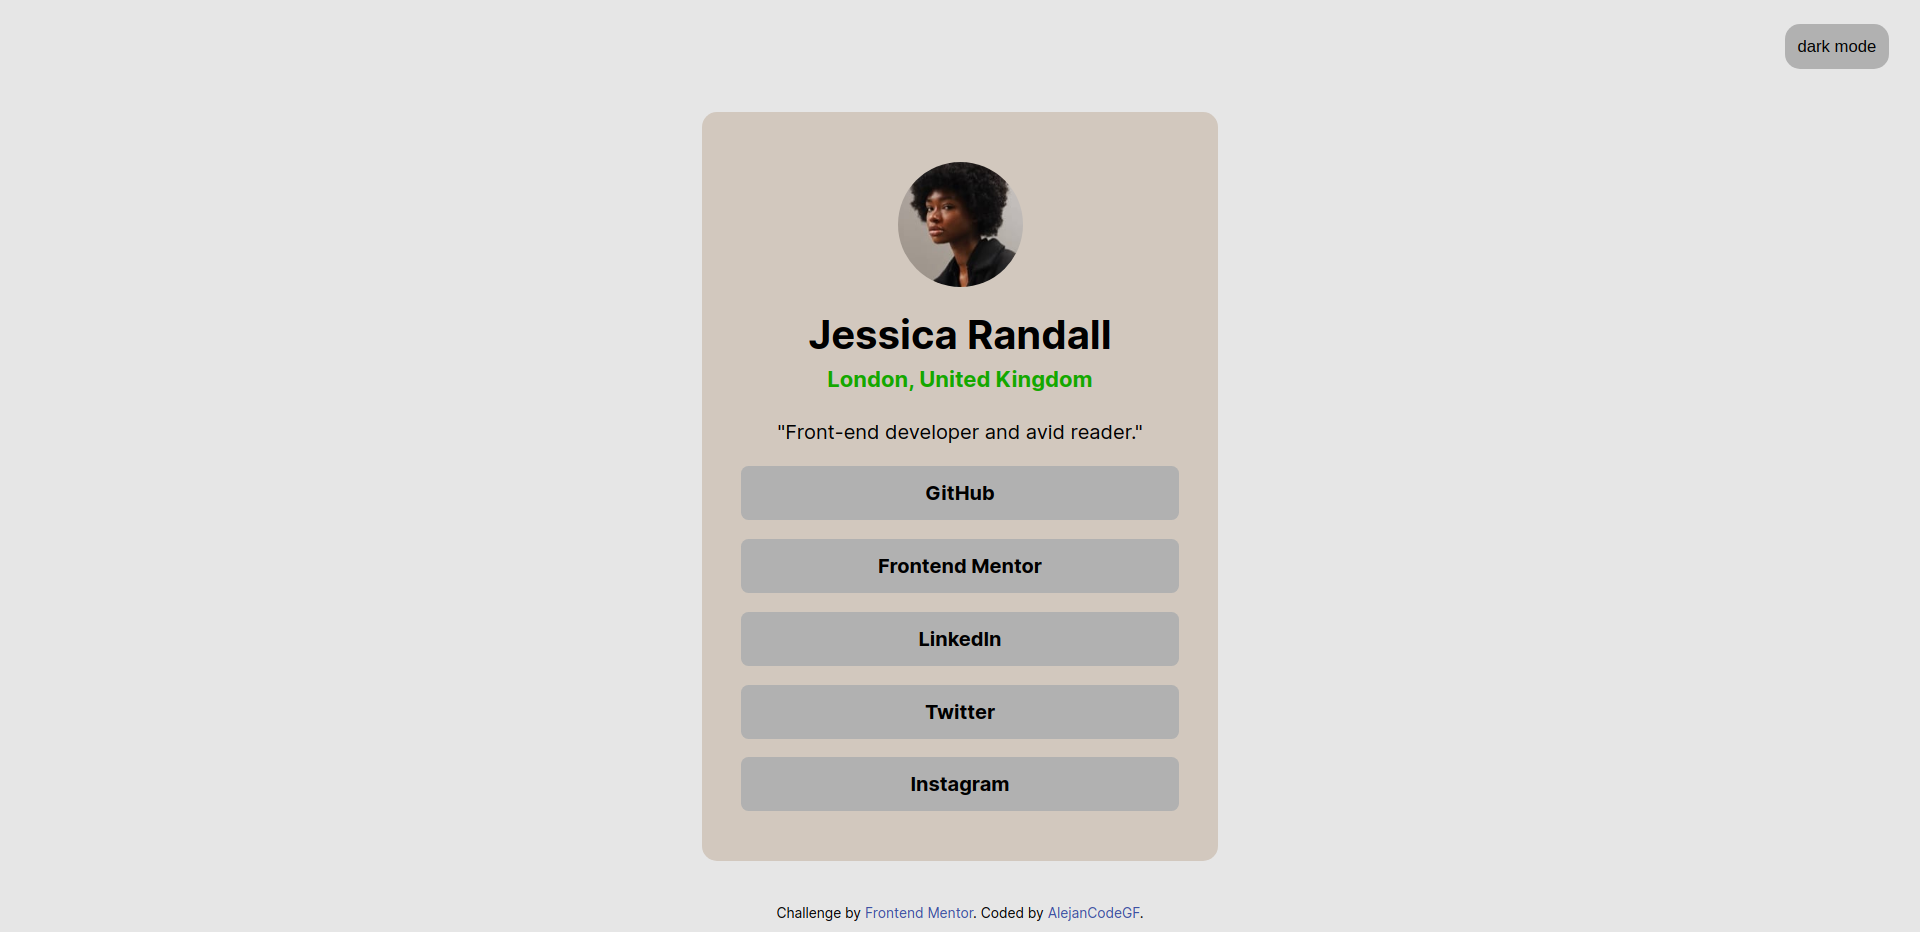 dark mode
Jessica Randall
London, United Kingdom
"Front-end developer and avid reader."
GitHub
Frontend Mentor
LinkedIn
Twitter
Instagram
Challenge by Frontend Mentor. Coded by AlejanCodeGF.